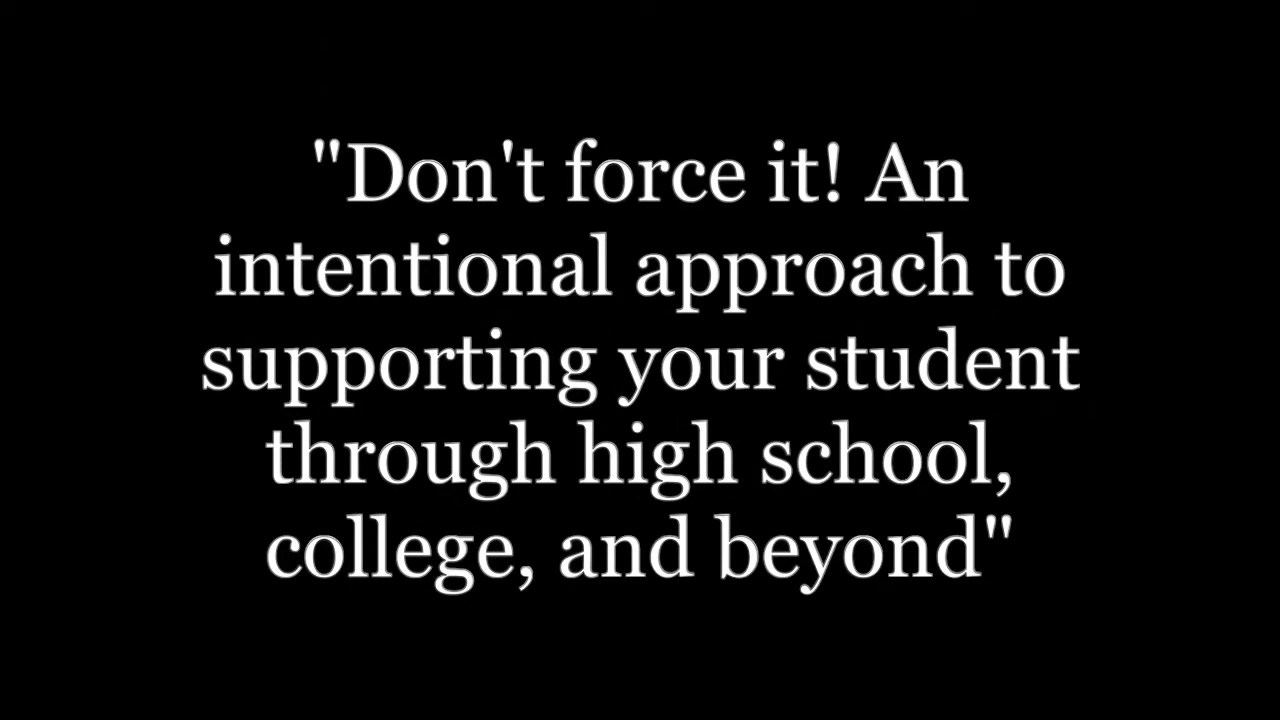 "Don't force it! An
intentional approach to
supporting your student
through high school,
college, and beyond"